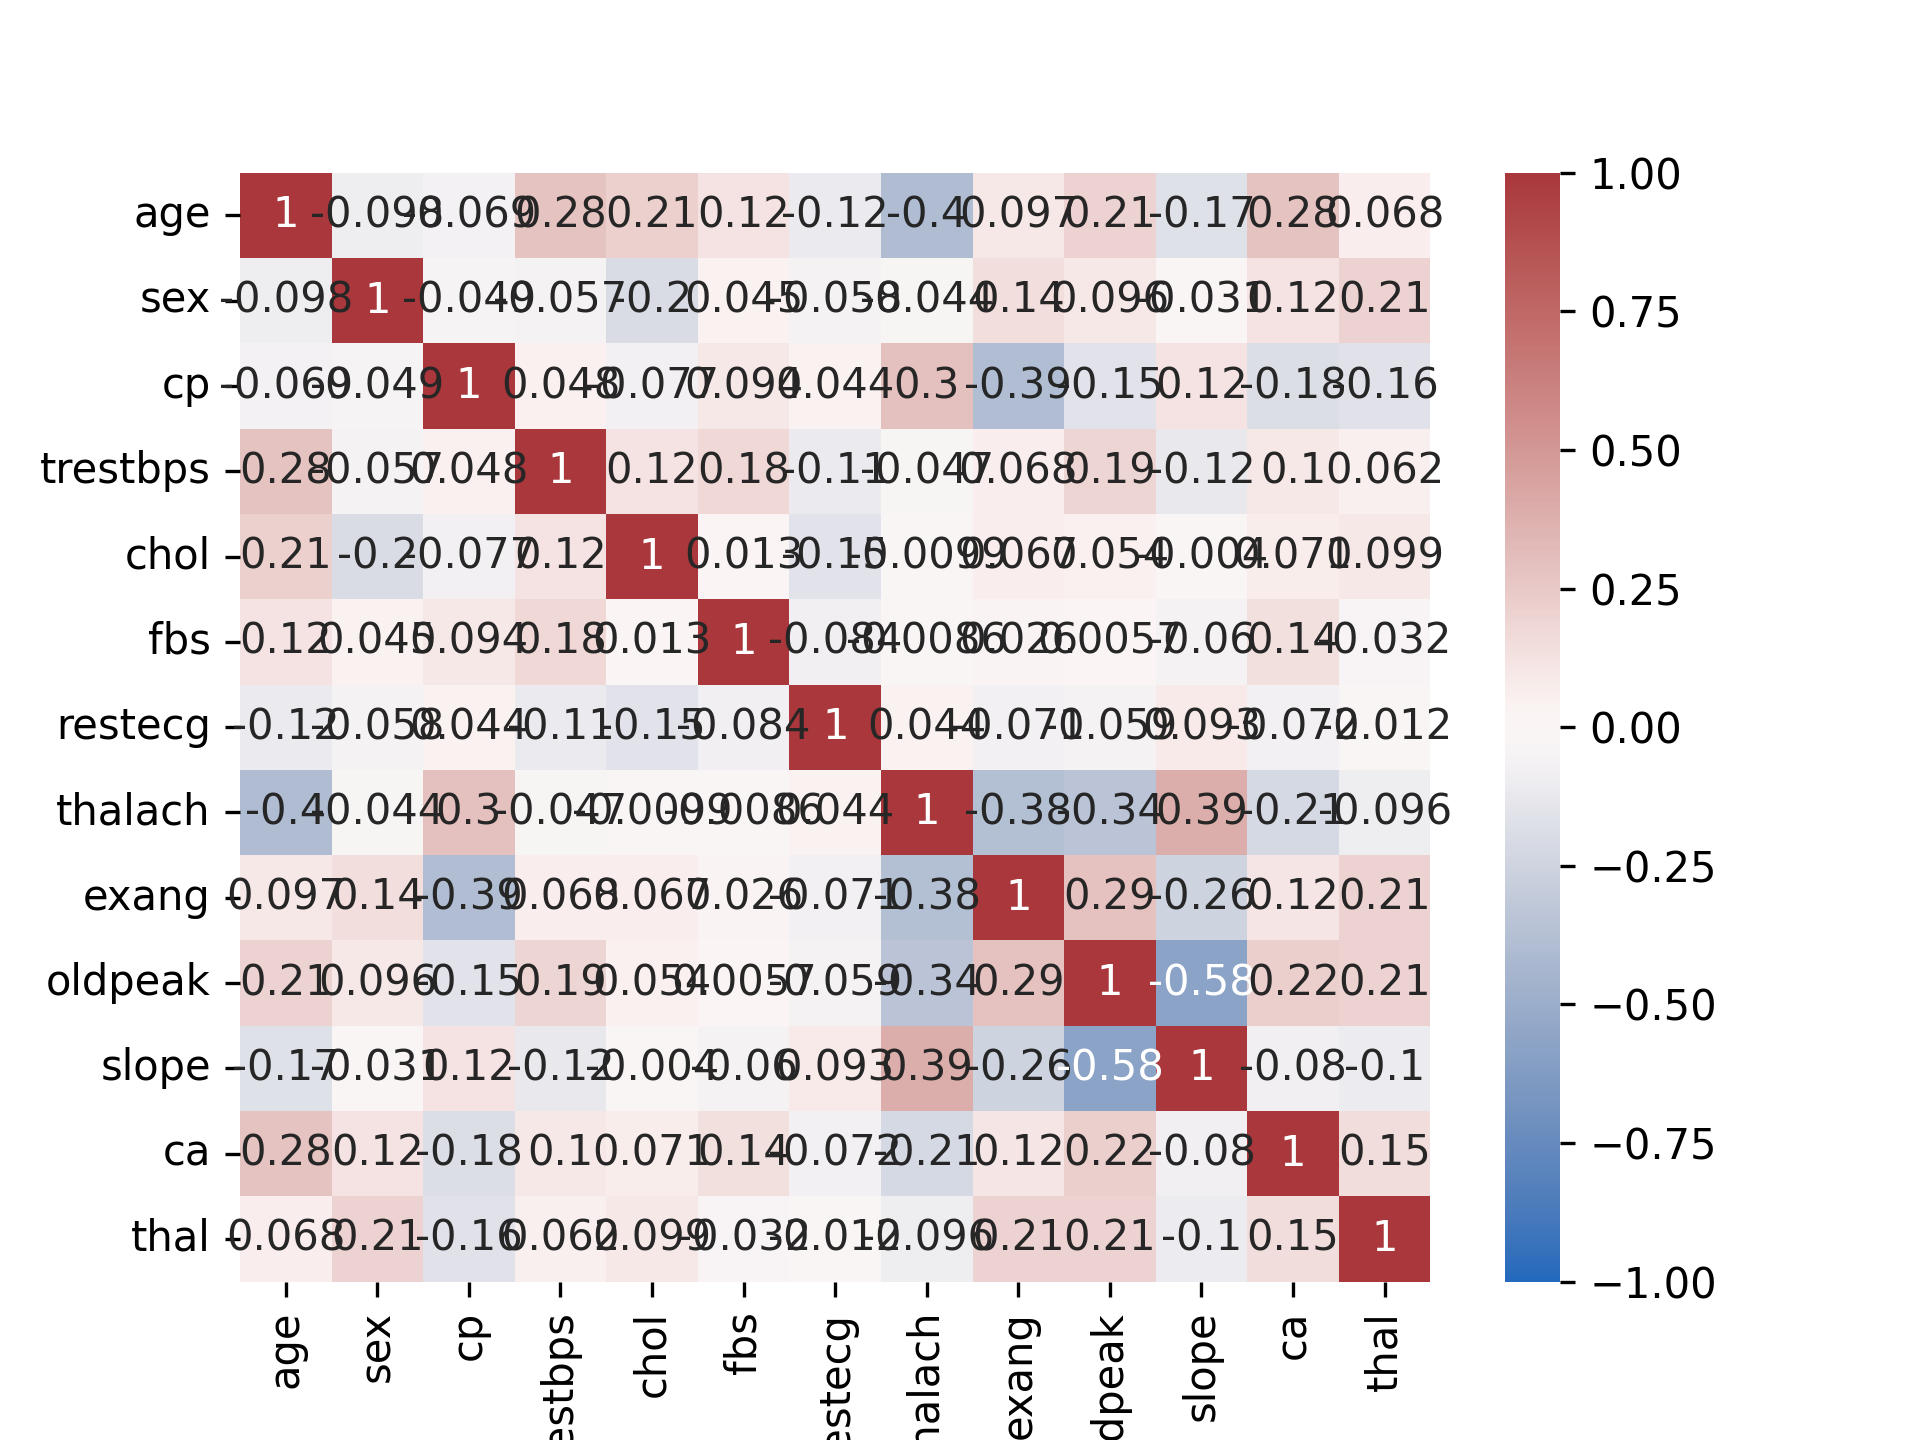 1.00
age 1 -0.098 -0.069 0.28 0.21 0.12 -0.12 -0.4 0.097 0.21 -0.17 0.28 0.068
0.75
sex -0.098 1 -0.049 -0.057 -0.2 0.045 -0.058 -0.044 0.14 0.096 -0.031 0.12 0.21
cp -0.069 -0.049 1 0.048 -0.077 0.094 0.044 0.3 -0.39 -0.15 0.12 -0.18 -0.16
0.50
trestbps 0.28 -0.057 0.048 1 0.12 0.18 -0.11 -0.047 0.068 0.19 -0.12 0.1 0.062
chol 0.21 -0.2 -0.077 0.12 1 0.013 -0.15 -0.0099 0.067 0.054 -0.004 0.071 0.099
0.25
fbs 0.12 0.045 0.094 0.18 0.013 1 -0.084 -0.0086 0.026 0.0057 -0.06 0.14 -0.032
restecg -0.12 -0.058 0.044 -0.11 -0.15 -0.084 1 0.044 -0.071 -0.059 0.093 -0.072 -0.012
0.00
thalach -0.4 -0.044 0.3 -0.047 -0.0099 -0.0086 0.044 1 -0.38 -0.34 0.39 -0.21 -0.096
−0.25
exang 0.097 0.14 -0.39 0.068 0.067 0.026 -0.071 -0.38 1 0.29 -0.26 0.12 0.21
oldpeak 0.21 0.096 -0.15 0.19 0.054 0.0057 -0.059 -0.34 0.29 1 -0.58 0.22 0.21
−0.50
slope -0.17 -0.031 0.12 -0.12 -0.004 -0.06 0.093 0.39 -0.26 -0.58 1 -0.08 -0.1
−0.75
ca 0.28 0.12 -0.18 0.1 0.071 0.14 -0.072 -0.21 0.12 0.22 -0.08 1 0.15
thal 0.068 0.21 -0.16 0.062 0.099 -0.032 -0.012 -0.096 0.21 0.21 -0.1 0.15 1
−1.00
age sex cp estbps chol fbs estecg halach exang dpeak slope ca thal